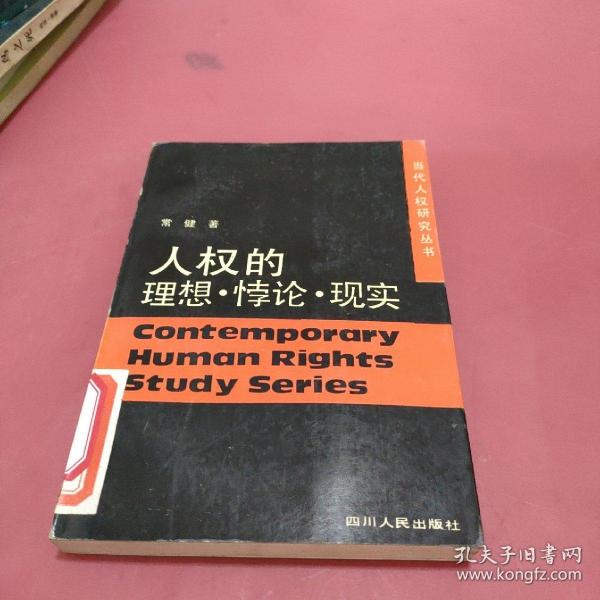 常健著
人权的
理想·悖论·现实
Contemporary
Human Rights
Study Series
当代人权研究丛书
四川人民出版社
孔夫子旧书网
www.kongfz.com